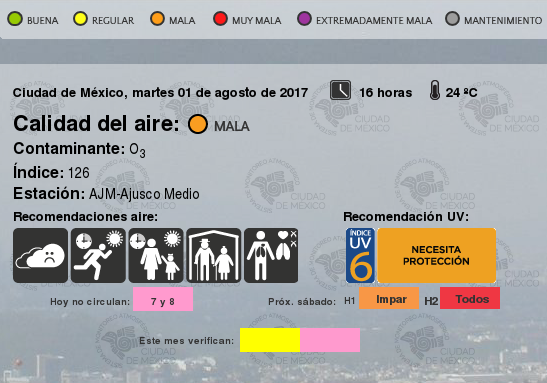 BUENA REGULAR MALA MUY MALA EXTREMADAMENTE MALA MANTENIMIENTO
Ciudad de México, martes 01 de agosto de 2017 16 horas 24 ºC
Calidad del aire: MALA
Contaminante: O3
Índice: 126
Estación: AJM-Ajusco Medio
Recomendaciones aire: Recomendación UV:
ÍNDICE
UV
6
NECESITA
PROTECCIÓN
Hoy no circulan: 7 y 8 Próx. sábado: H1 Impar H2 Todos
Este mes verifican:
CIUDAD
DE MÉXICO